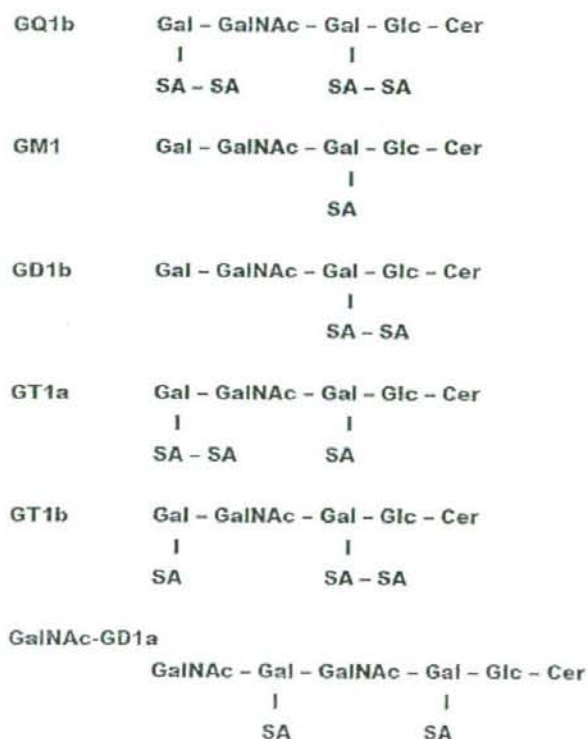 GQ1b Gal – GalNAc – Gal – Glc – Cer
I I
SA – SA SA – SA
GM1 Gal – GalNAc – Gal – Glc – Cer
I
SA
GD1b Gal – GalNAc – Gal – Glc – Cer
I
SA – SA
GT1a Gal – GalNAc – Gal – Glc – Cer
I I
SA – SA SA
GT1b Gal – GalNAc – Gal – Glc – Cer
I I
SA SA – SA
GalNAc-GD1a
GalNAc – Gal – GalNAc – Gal – Glc – Cer
I I
SA SA